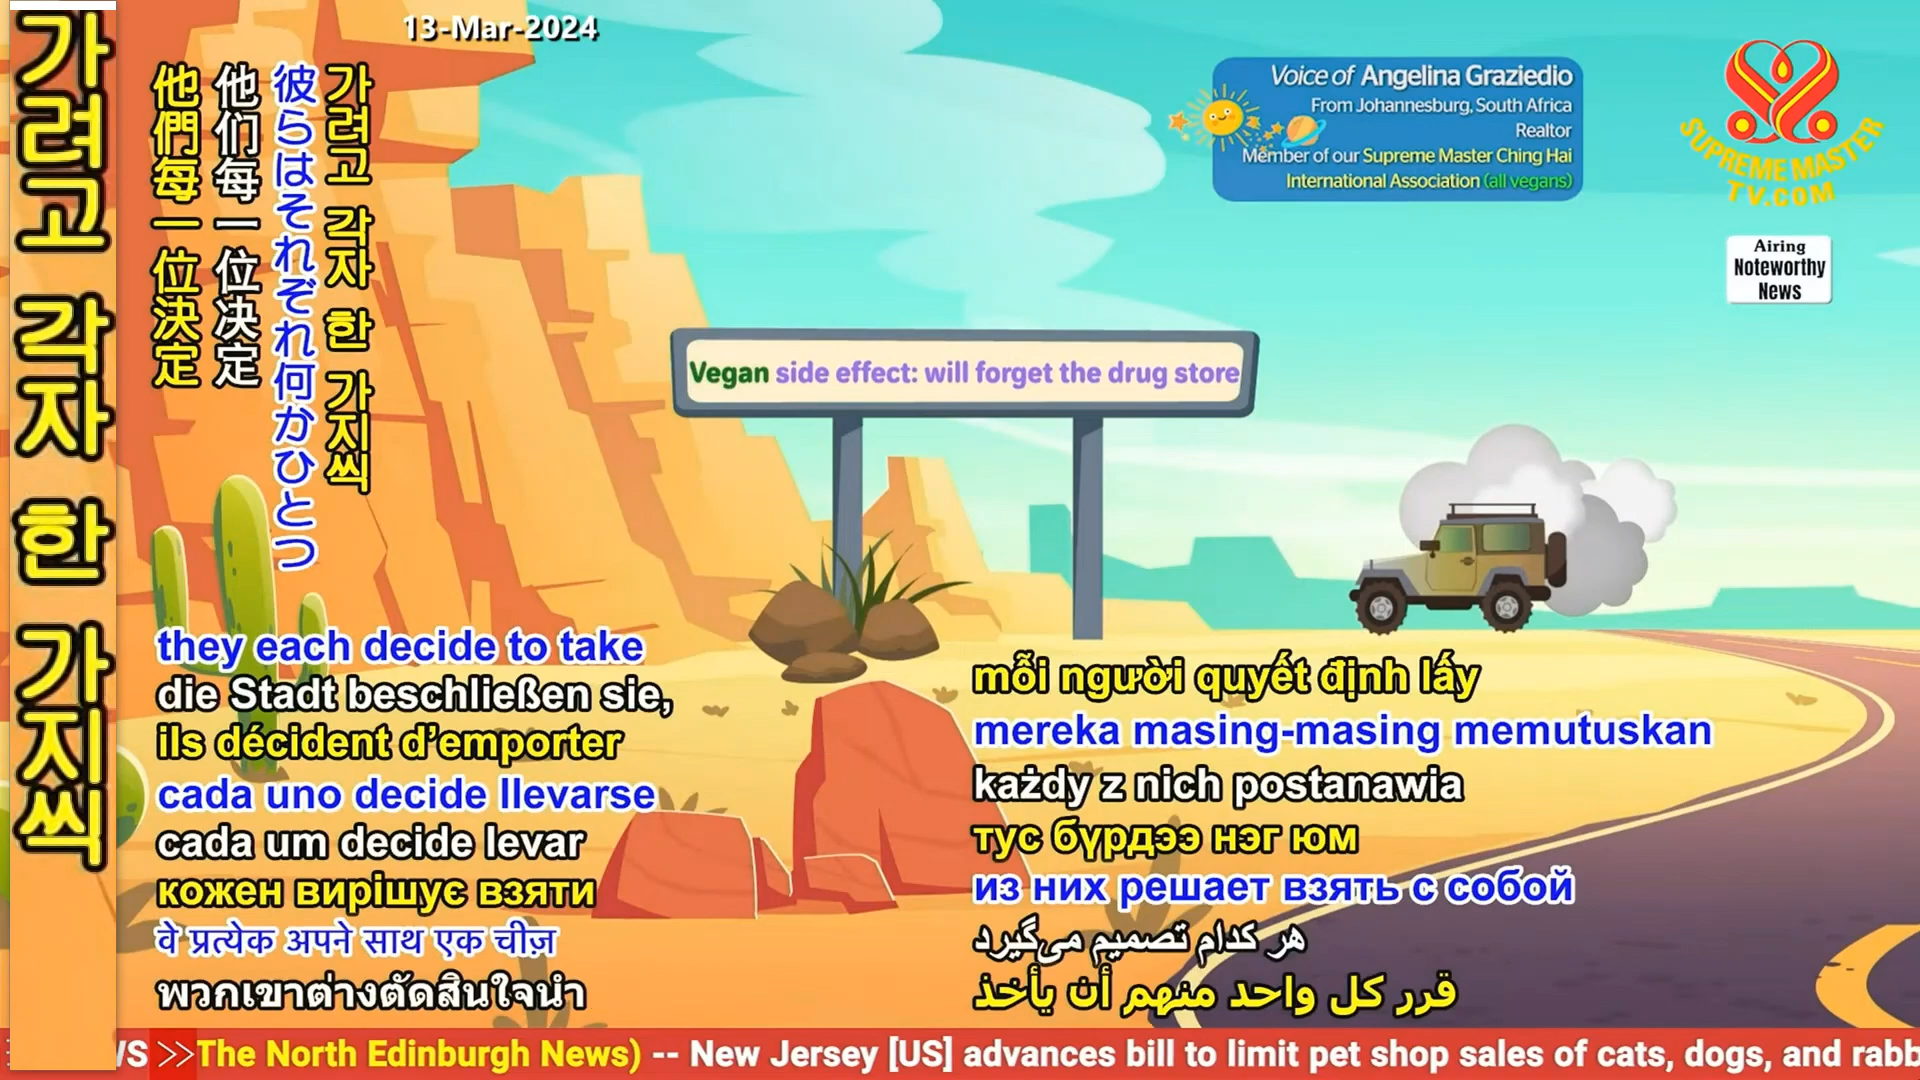 13-Mar-2024
가려고 각자 한 가지씩
他們每一位決定
他们每一位决定
彼らはそれぞれ何かひとつ
가려고 각자 한 가지씩
Voice of Angelina Graziedio
From Johannesburg, South Africa
Realtor
Member of our Supreme Master Ching Hai
International Association (all vegans)
SUPREME MASTER
TV.COM
Airing
Noteworthy
News
Vegan side effect: will forget the drug store
they each decide to take
die Stadt beschließen sie,
ils décident d’emporter
cada uno decide llevarse
cada um decide levar
кожен вирішує взяти
वे प्रत्येक अपने साथ एक चीज़
พวกเขาต่างตัดสินใจนำ
mỗi người quyết định lấy
mereka masing-masing memutuskan
każdy z nich postanawia
тус бүрдээ нэг юм
из них решает взять с собой
هر کدام تصمیم می‌گیرد
قرر كل واحد منهم أن يأخذ
>>The North Edinburgh News) -- New Jersey [US] advances bill to limit pet shop sales of cats, dogs, and